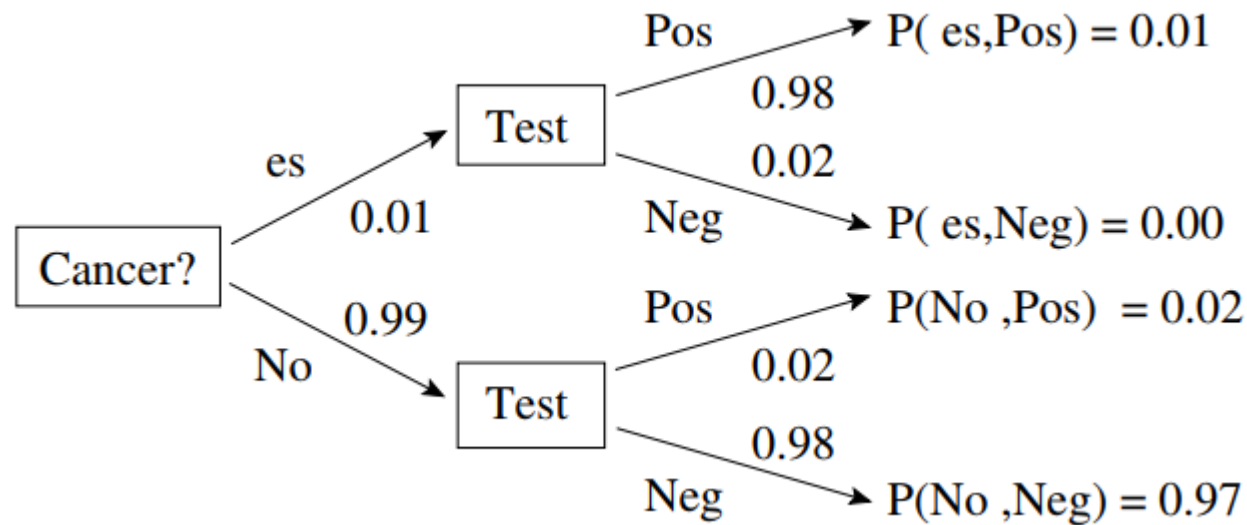 Pos
P( es,Pos) = 0.01
0.98
Test
0.02
es
0.01
Neg
P( es,Neg) = 0.00
Cancer?
0.99
No
Pos
P(No ,Pos) = 0.02
0.02
Test
0.98
Neg
P(No ,Neg) = 0.97